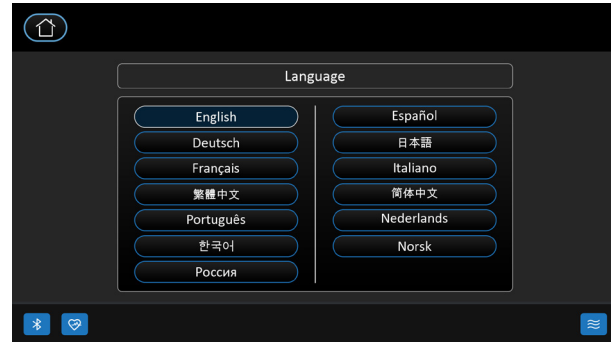 Language
English
Deutsch
Français
繁體中文
Português
한국어
Россия
Español
日本語
Italiano
简体中文
Nederlands
Norsk